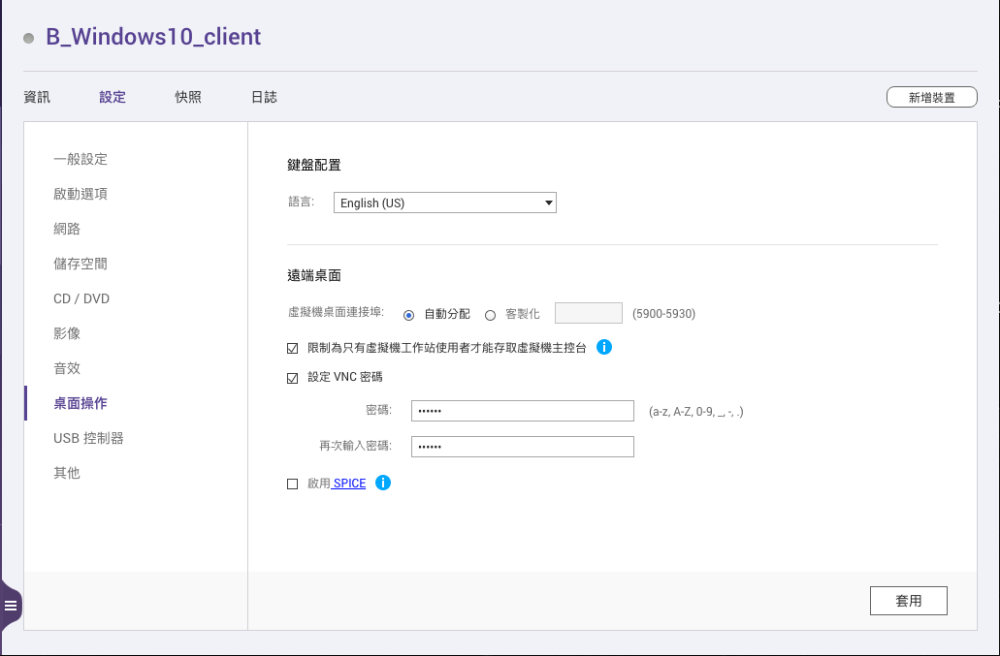 B_Windows10_client
資訊 設定 快照 日誌 新增裝置
一般設定
啟動選項
網路
儲存空間
CD / DVD
影像
音效
桌面操作
USB 控制器
其他
鍵盤配置
語言: English (US)
遠端桌面
虛擬機桌面連接埠: 自動分配 客製化 (5900-5930)
限制為只有虛擬機工作站使用者才能存取虛擬機主控台
設定 VNC 密碼
密碼: •••••• (a-z, A-Z, 0-9, _, -, .)
再次輸入密碼: ••••••
啟用 SPICE
套用